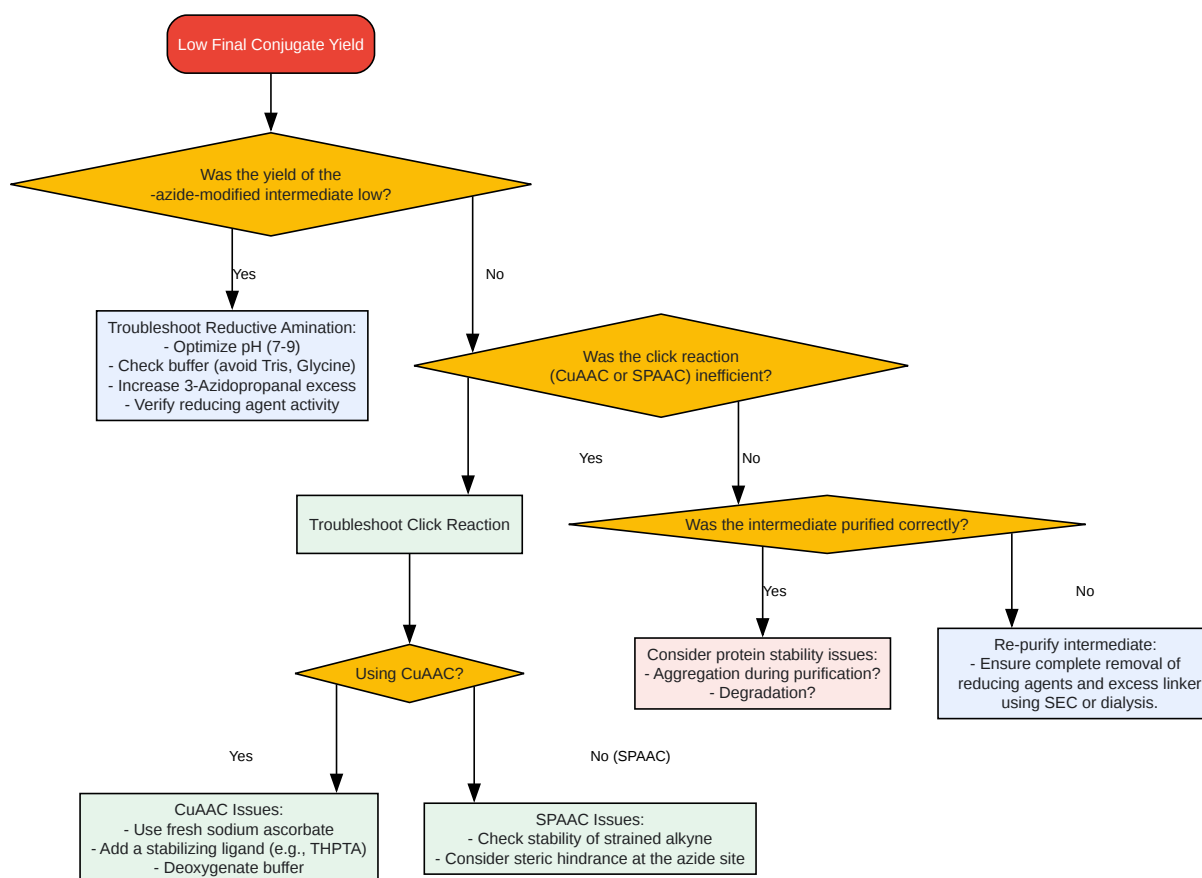 Low Final Conjugate Yield
Was the yield of the
-azide-modified intermediate low?
Yes
No
Troubleshoot Reductive Amination:
- Optimize pH (7-9)
- Check buffer (avoid Tris, Glycine)
- Increase 3-Azidopropanal excess
- Verify reducing agent activity
Was the click reaction
(CuAAC or SPAAC) inefficient?
Yes
No
Troubleshoot Click Reaction
Was the intermediate purified correctly?
Yes
No
Consider protein stability issues:
- Aggregation during purification?
- Degradation?
Re-purify intermediate:
- Ensure complete removal of
reducing agents and excess linker
using SEC or dialysis.
Using CuAAC?
Yes
No (SPAAC)
CuAAC Issues:
- Use fresh sodium ascorbate
- Add a stabilizing ligand (e.g., THPTA)
- Deoxygenate buffer
SPAAC Issues:
- Check stability of strained alkyne
- Consider steric hindrance at the azide site